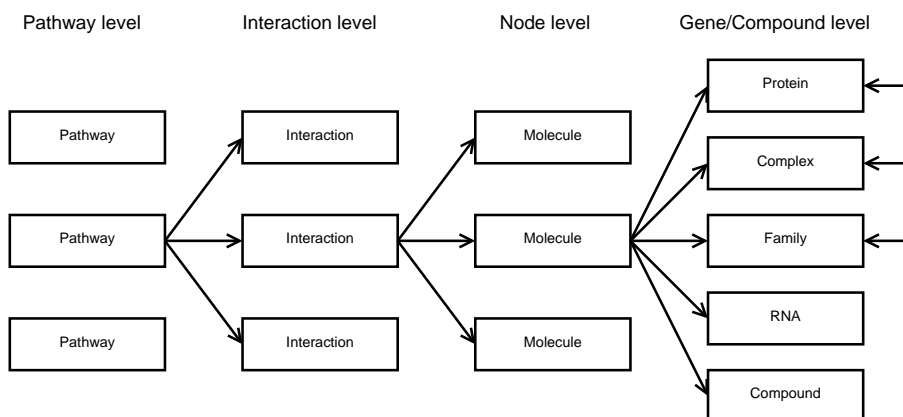 Pathway level Interaction level Node level Gene/Compound level
Protein
Pathway Interaction Molecule
Complex
Pathway Interaction Molecule Family
RNA
Pathway Interaction Molecule
Compound